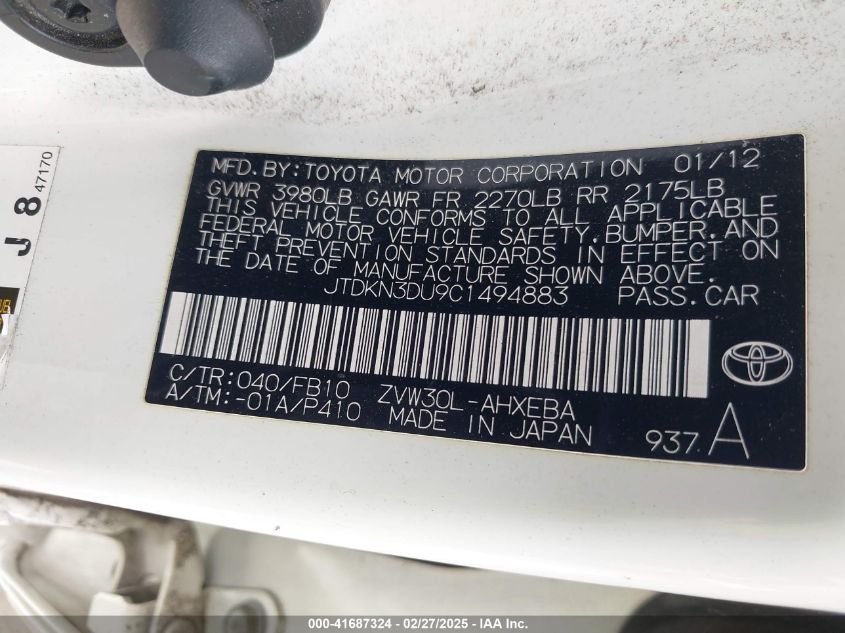 MFD.BY:TOYOTA MOTOR CORPORATION 01/12
GVWR 3980LB GAWR FR 2270LB RR 2175LB
THIS VEHICLE CONFORMS TO ALL APPLICABLE
FEDERAL MOTOR VEHICLE SAFETY,BUMPER,AND
THEFT PREVENTION STANDARDS IN EFFECT ON
THE DATE OF MANUFACTURE SHOWN ABOVE.
JTDKN3DU9C1494883 PASS.CAR
C/TR:040/FB10 ZVW30L-AHXEBA
A/TM:-01A/P410 MADE IN JAPAN
937 A
J 8 47170
000-41687324 - 02/27/2025 - IAA Inc.